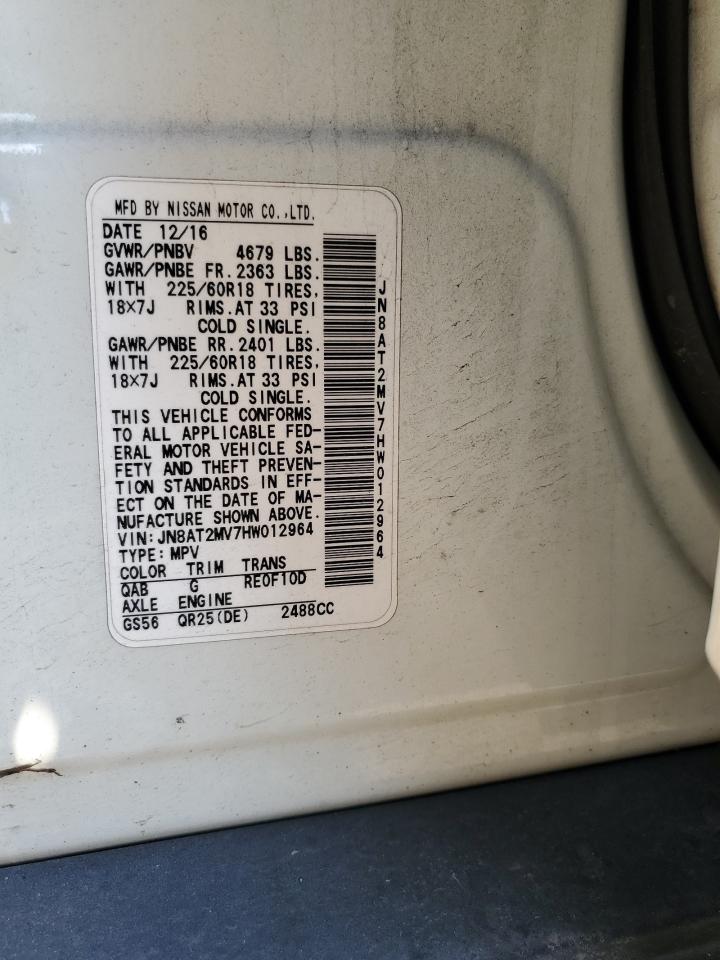 MFD BY NISSAN MOTOR CO.,LTD.
DATE 12/16
GVWR/PNBV 4679 LBS.
GAWR/PNBE FR. 2363 LBS.
WITH 225/60R18 TIRES,
18×7J RIMS. AT 33 PSI
COLD SINGLE.
GAWR/PNBE RR. 2401 LBS.
WITH 225/60R18 TIRES,
18×7J RIMS. AT 33 PSI
COLD SINGLE.
THIS VEHICLE CONFORMS
TO ALL APPLICABLE FED-
ERAL MOTOR VEHICLE SA-
FETY AND THEFT PREVEN-
TION STANDARDS IN EFF-
ECT ON THE DATE OF MA-
NUFACTURE SHOWN ABOVE.
VIN: JN8AT2MV7HW012964
TYPE: MPV
COLOR TRIM TRANS
QAB G RE0F10D
AXLE ENGINE
GS56 QR25(DE) 2488CC
JN8AT2MV7HW012964